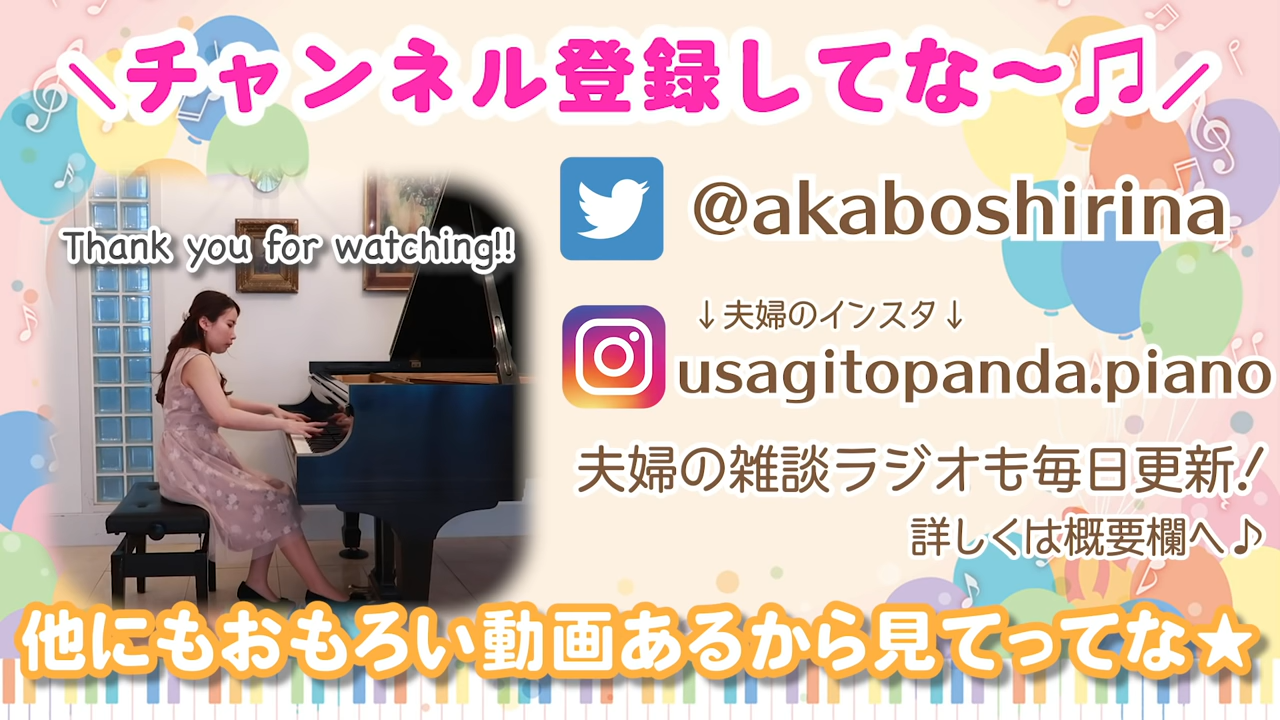 ＼チャンネル登録してな〜♫／
Thank you for watching!!
@akaboshirina
↓夫婦のインスタ↓
usagitopanda.piano
夫婦の雑談ラジオも毎日更新！
詳しくは概要欄へ♪
他にもおもろい動画あるから見てってな★